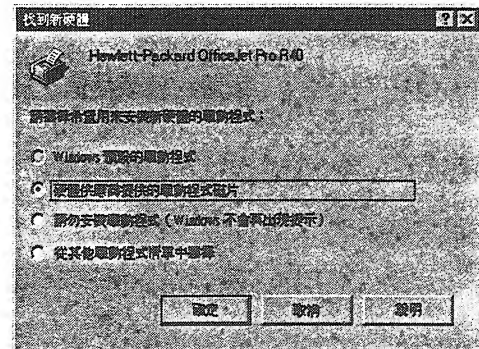 找到新硬體
Hewlett-Packard OfficeJet Pro R40
請選擇希望用來安裝新硬體的驅動程式：
Windows 預設的驅動程式
硬體供應商提供的驅動程式磁片
請勿安裝驅動程式（Windows 不會再出現提示）
從其他驅動程式清單中選擇
確定
取消
說明